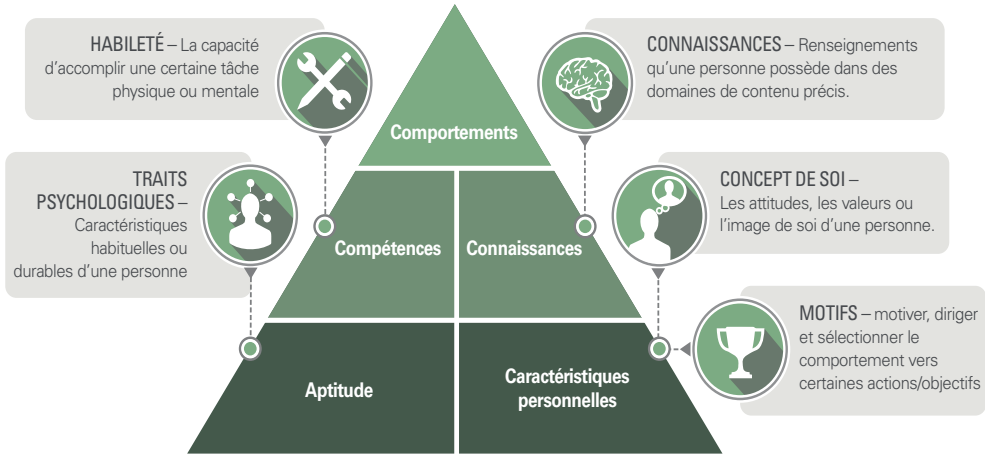 HABILETÉ – La capacité
d'accomplir une certaine tâche
physique ou mentale
CONNAISSANCES – Renseignements
qu'une personne possède dans des
domaines de contenu précis.
Comportements
TRAITS
PSYCHOLOGIQUES –
Caractéristiques
habituelles ou
durables d'une personne
CONCEPT DE SOI –
Les attitudes, les valeurs ou
l'image de soi d'une personne.
Compétences
Connaissances
MOTIFS – motiver, diriger
et sélectionner le
comportement vers
certaines actions/objectifs
Aptitude
Caractéristiques
personnelles